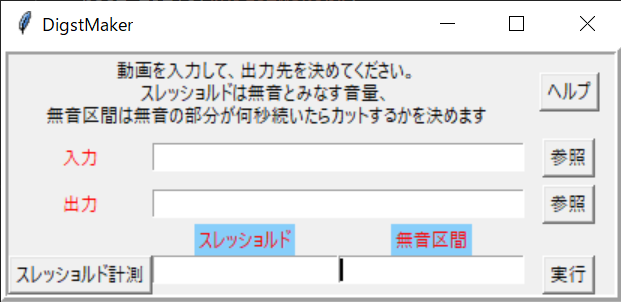 DigstMaker
動画を入力して、出力先を決めてください。
スレッショルドは無音とみなす音量、
無音区間は無音の部分が何秒続いたらカットするかを決めます
ヘルプ
入力
参照
出力
参照
スレッショルド
無音区間
スレッショルド計測
実行